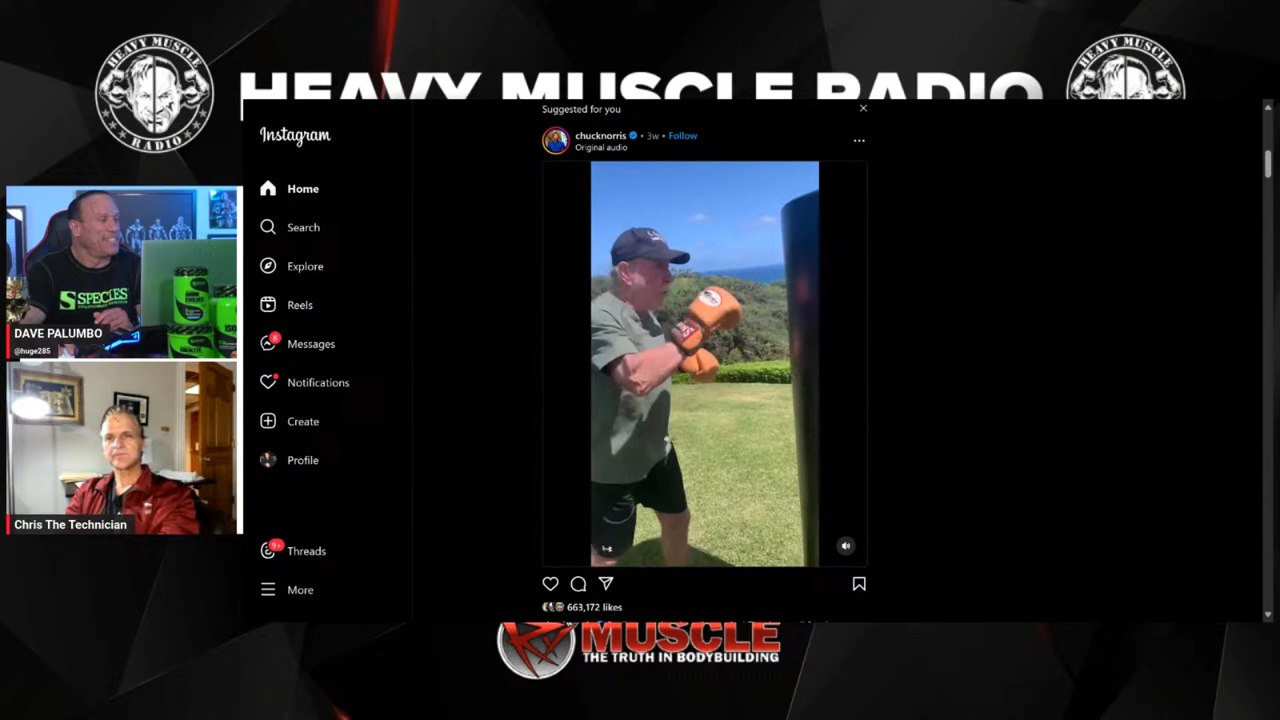 HEAVY MUSCLE
RADIO
HEAVY MUSCLE RADIO
HEAVY MUSCLE
Suggested for you
Instagram
chucknorris • 3w • Follow
Original audio
Home
Search
Explore
Reels
8
Messages
Notifications
Create
Profile
9+
Threads
More
SPECIES
DAVE PALUMBO
@huge285
Chris The Technician
663,172 likes
MUSCLE
THE TRUTH IN BODYBUILDING